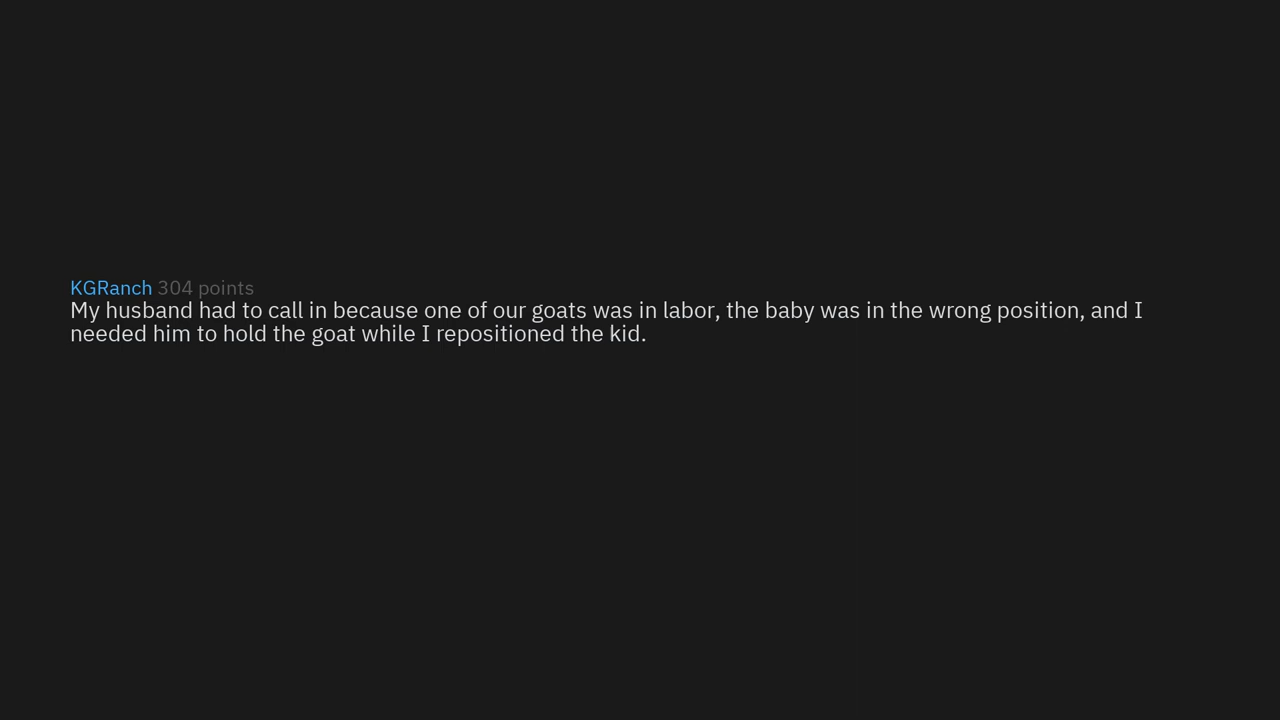 KGRanch 304 points
My husband had to call in because one of our goats was in labor, the baby was in the wrong position, and I
needed him to hold the goat while I repositioned the kid.